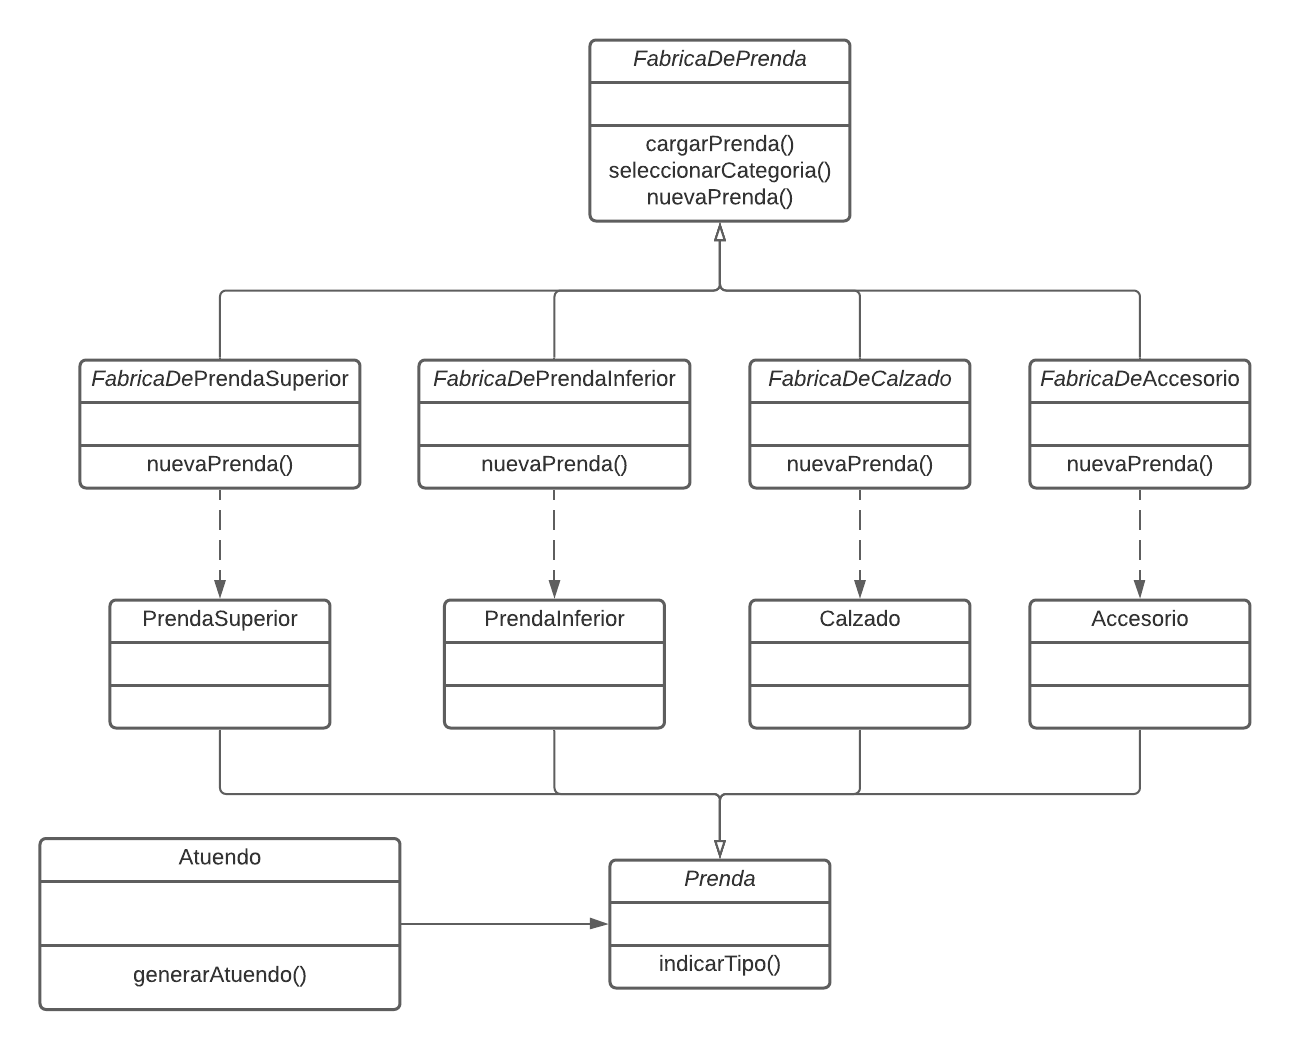 FabricaDePrenda
cargarPrenda()
seleccionarCategoria()
nuevaPrenda()
FabricaDePrendaSuperior
nuevaPrenda()
FabricaDePrendaInferior
nuevaPrenda()
FabricaDeCalzado
nuevaPrenda()
FabricaDeAccesorio
nuevaPrenda()
PrendaSuperior
PrendaInferior
Calzado
Accesorio
Atuendo
generarAtuendo()
Prenda
indicarTipo()